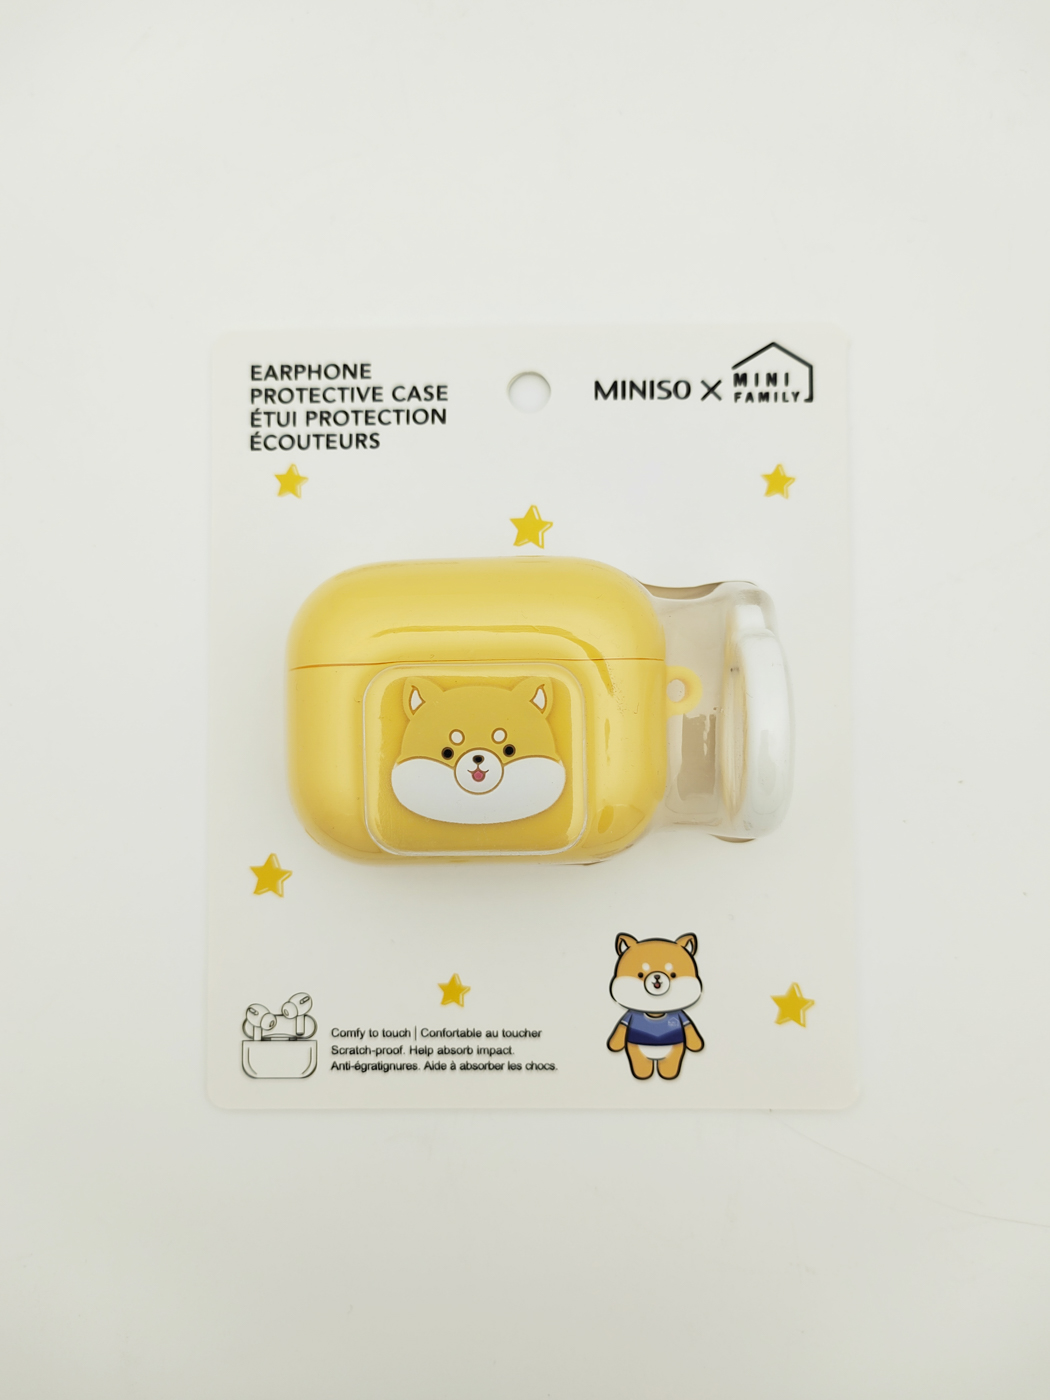 EARPHONE
PROTECTIVE CASE
ÉTUI PROTECTION
ÉCOUTEURS
MINISO X MINI FAMILY
Comfy to touch | Confortable au toucher
Scratch-proof. Help absorb impact.
Anti-égratignures. Aide à absorber les chocs.